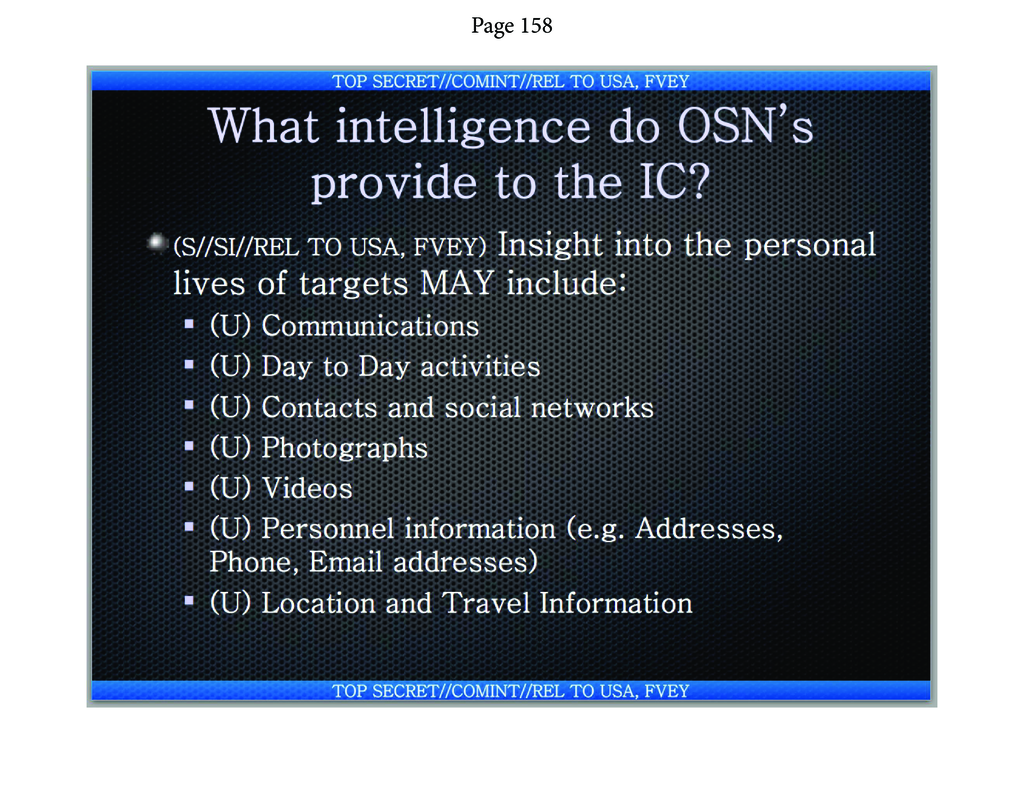 Page 158
TOP SECRET//COMINT//REL TO USA, FVEY
What intelligence do OSN’s
provide to the IC?
(S//SI//REL TO USA, FVEY) Insight into the personal
lives of targets MAY include:
▪ (U) Communications
▪ (U) Day to Day activities
▪ (U) Contacts and social networks
▪ (U) Photographs
▪ (U) Videos
▪ (U) Personnel information (e.g. Addresses,
Phone, Email addresses)
▪ (U) Location and Travel Information
TOP SECRET//COMINT//REL TO USA, FVEY